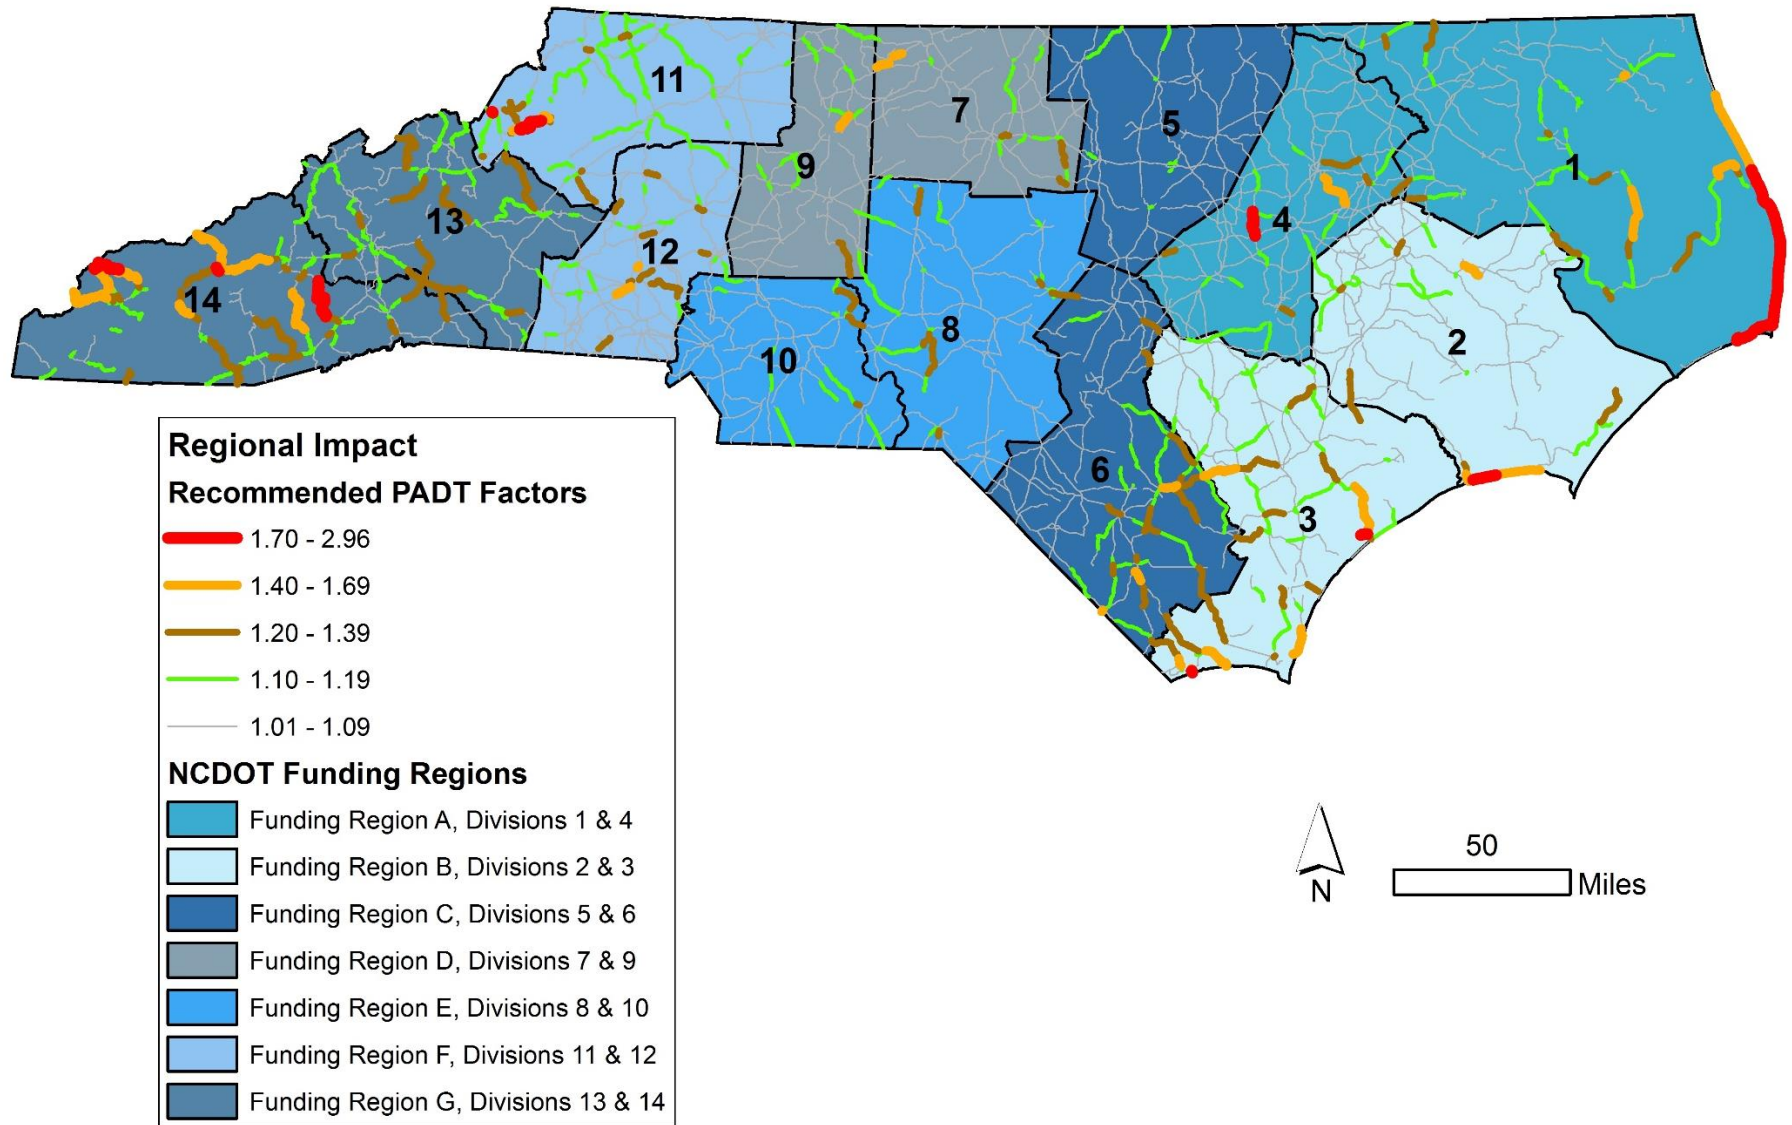 11
7
5
9
1
13
4
12
14
8
2
10
6
3
Regional Impact
Recommended PADT Factors
1.70 - 2.96
1.40 - 1.69
1.20 - 1.39
1.10 - 1.19
1.01 - 1.09
NCDOT Funding Regions
Funding Region A, Divisions 1 & 4
Funding Region B, Divisions 2 & 3
Funding Region C, Divisions 5 & 6
Funding Region D, Divisions 7 & 9
Funding Region E, Divisions 8 & 10
Funding Region F, Divisions 11 & 12
Funding Region G, Divisions 13 & 14
N
50
Miles